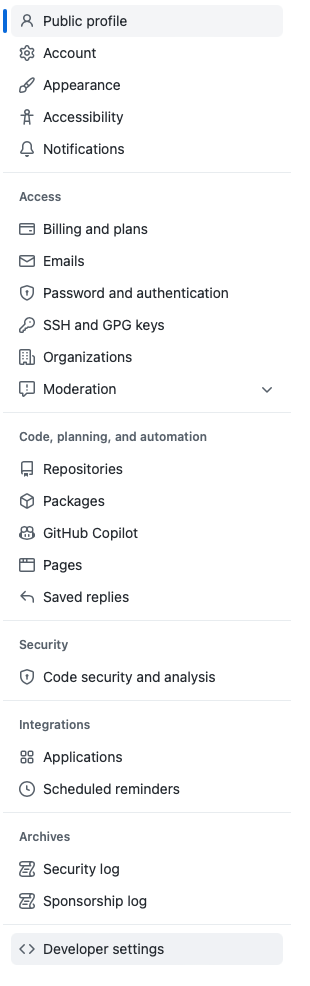 Public profile
Account
Appearance
Accessibility
Notifications
Access
Billing and plans
Emails
Password and authentication
SSH and GPG keys
Organizations
Moderation
Code, planning, and automation
Repositories
Packages
GitHub Copilot
Pages
Saved replies
Security
Code security and analysis
Integrations
Applications
Scheduled reminders
Archives
Security log
Sponsorship log
Developer settings